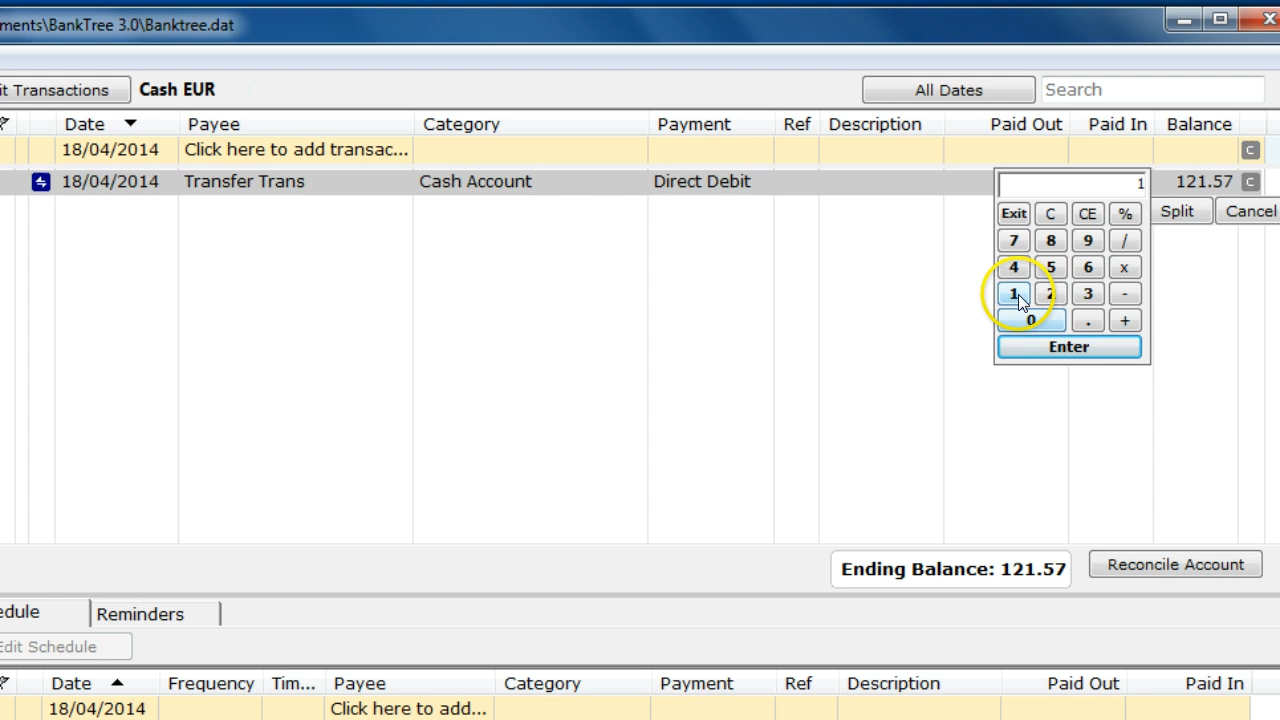 ments\BankTree 3.0\Banktree.dat
it Transactions Cash EUR All Dates Search
Date Payee Category Payment Ref Description Paid Out Paid In Balance
18/04/2014 Click here to add transac... C
18/04/2014 Transfer Trans Cash Account Direct Debit 121.57 C
1
Split Cancel
Exit C CE %
7 8 9 /
4 5 6 x
1 2 3 -
0 . +
Enter
Ending Balance: 121.57 Reconcile Account
edule Reminders
Edit Schedule
Date Frequency Tim... Payee Category Payment Ref Description Paid Out Paid In
18/04/2014 Click here to add...